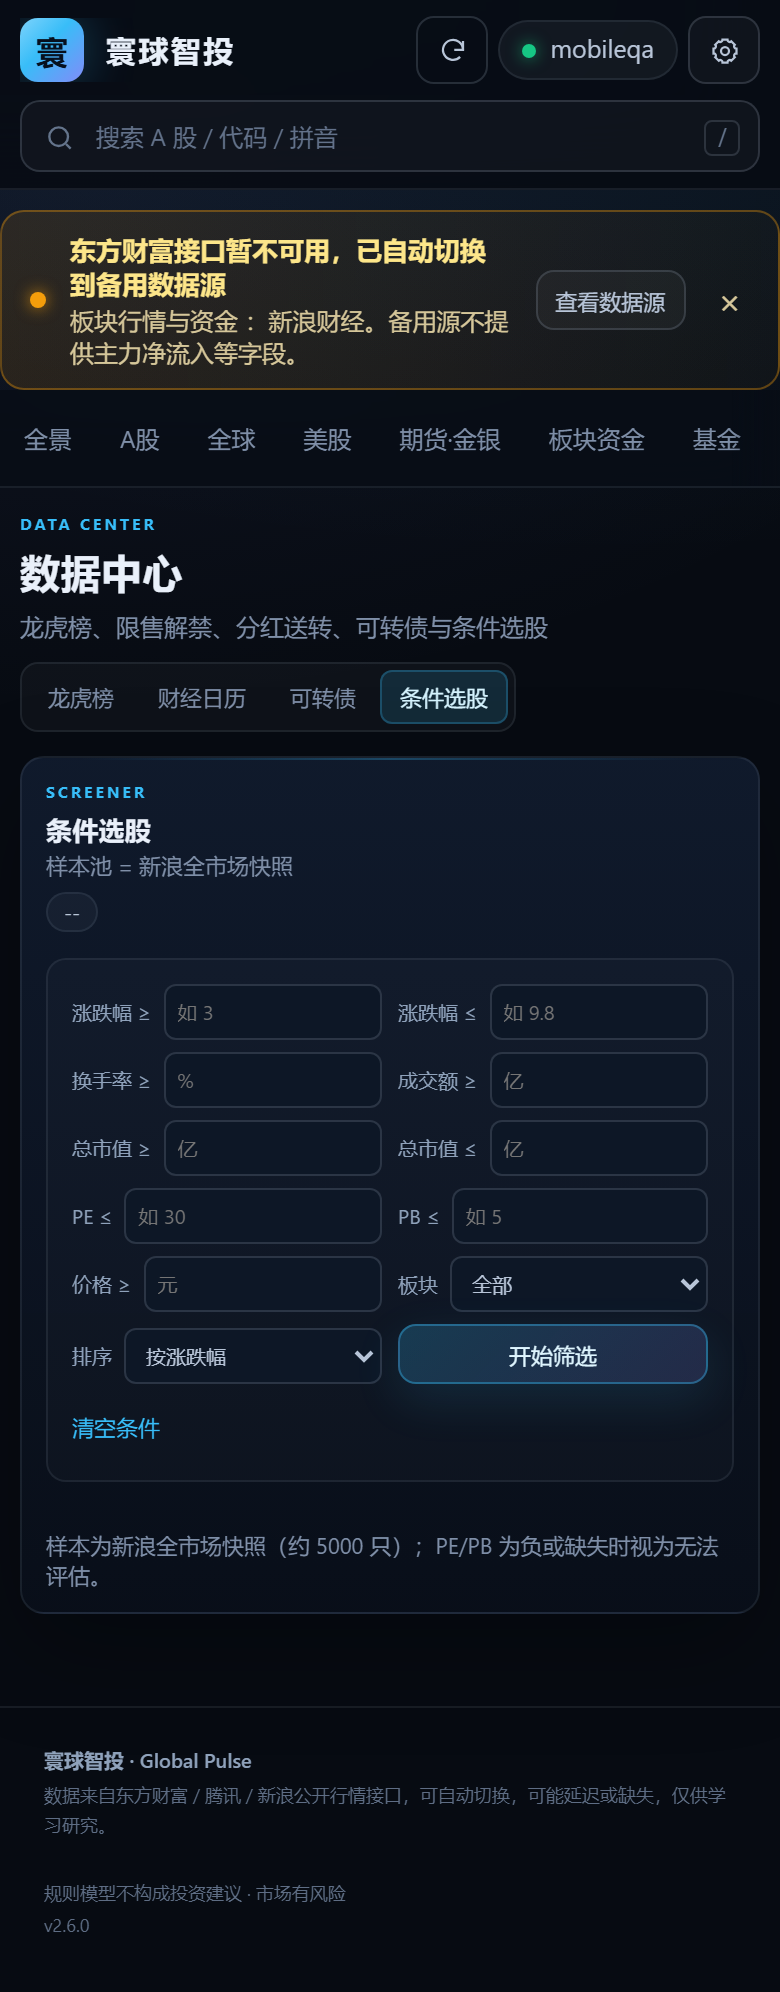 寰 寰球智投 mobileqa
搜索 A 股 / 代码 / 拼音 /
东方财富接口暂不可用，已自动切换
到备用数据源
板块行情与资金 ： 新浪财经。备用源不提
供主力净流入等字段。
查看数据源 ×
全景 A股 全球 美股 期货·金银 板块资金 基金
DATA CENTER
数据中心
龙虎榜、限售解禁、分红送转、可转债与条件选股
龙虎榜 财经日历 可转债 条件选股
SCREENER
条件选股
样本池 = 新浪全市场快照
--
涨跌幅 ≥ 如 3 涨跌幅 ≤ 如 9.8
换手率 ≥ % 成交额 ≥ 亿
总市值 ≥ 亿 总市值 ≤ 亿
PE ≤ 如 30 PB ≤ 如 5
价格 ≥ 元 板块 全部
排序 按涨跌幅 开始筛选
清空条件
样本为新浪全市场快照（约 5000 只）；PE/PB 为负或缺失时视为无法
评估。
寰球智投 · Global Pulse
数据来自东方财富 / 腾讯 / 新浪公开行情接口，可自动切换，可能延迟或缺失，仅供学
习研究。
规则模型不构成投资建议 · 市场有风险
v2.6.0